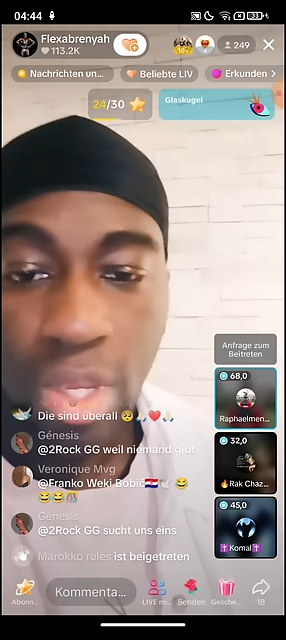 04:44
Flexabrenyah
113.2K
249
Nachrichten un...
Beliebte LIV
Erkunden
24/30
Glaskugel
Anfrage zum
Beitreten
68,0
Raphaelmen...
32,0
Rak Chaz...
45,0
Komal
Die sind überall 😢🙏🏻❤️🙏🏻
Génesis
@2Rock GG weil niemand gibt
Veronique Mvg
@Franko Weki Bobic🇭🇷🕊️ 😂
😂😂🎊
Génesis
@2Rock GG sucht uns eins
Marokko rules ist beigetreten
Abonn...
Kommenta...
LIVE mi...
Senden
Gesche...
18